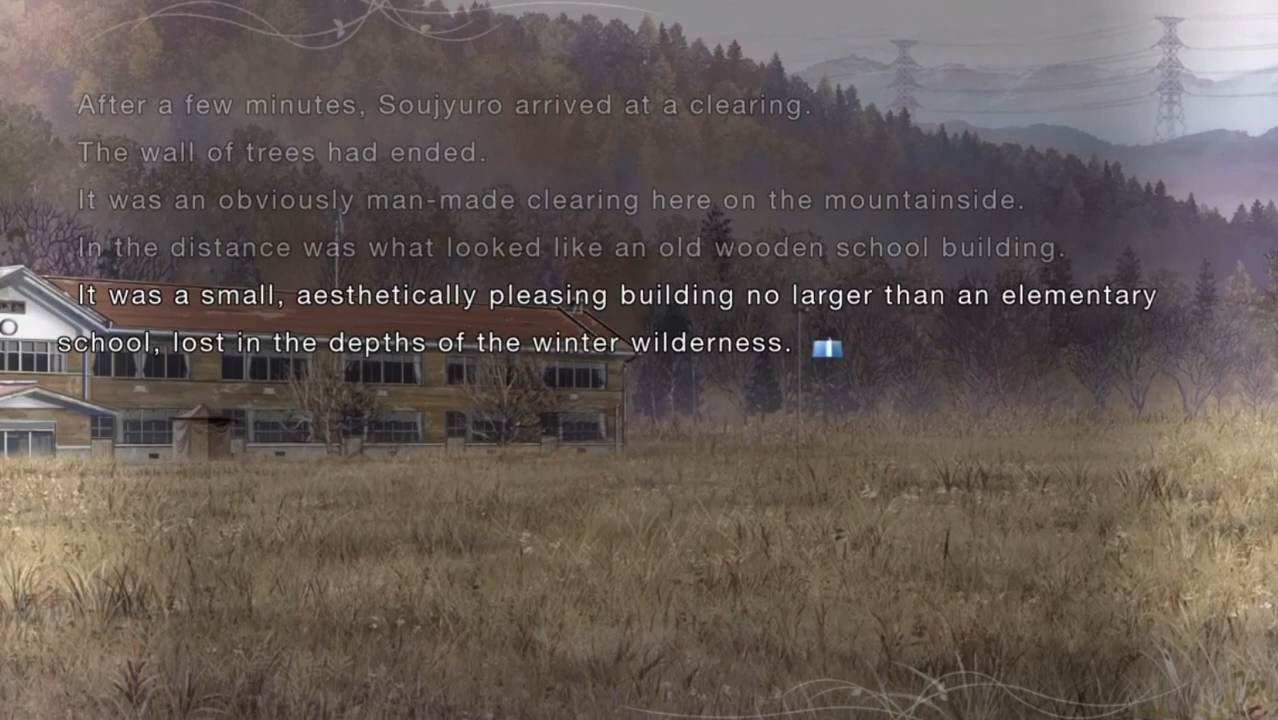 After a few minutes, Soujyuro arrived at a clearing.
The wall of trees had ended.
It was an obviously man-made clearing here on the mountainside.
In the distance was what looked like an old wooden school building.
It was a small, aesthetically pleasing building no larger than an elementary
school, lost in the depths of the winter wilderness.